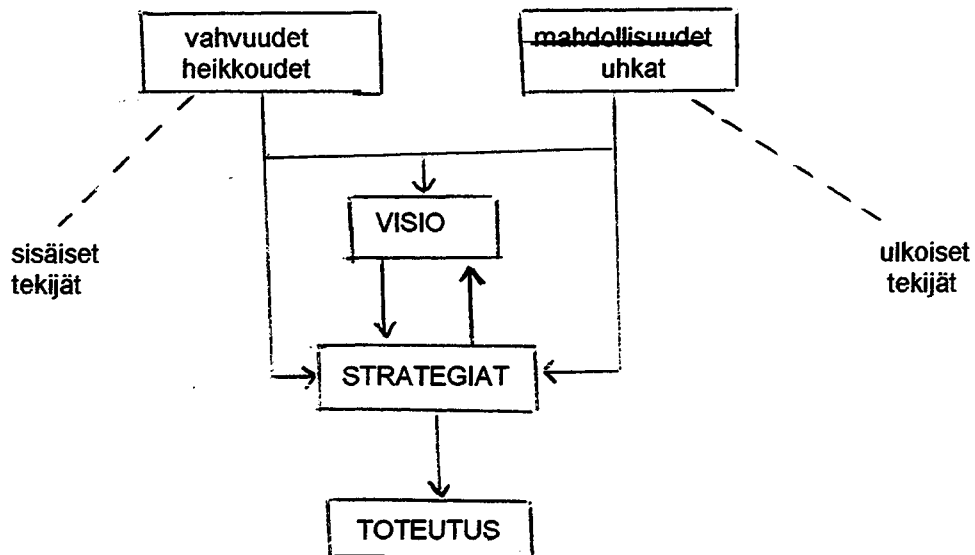 vahvuudet
heikkoudet
mahdollisuudet
uhkat
VISIO
sisäiset
tekijät
ulkoiset
tekijät
STRATEGIAT
TOTEUTUS